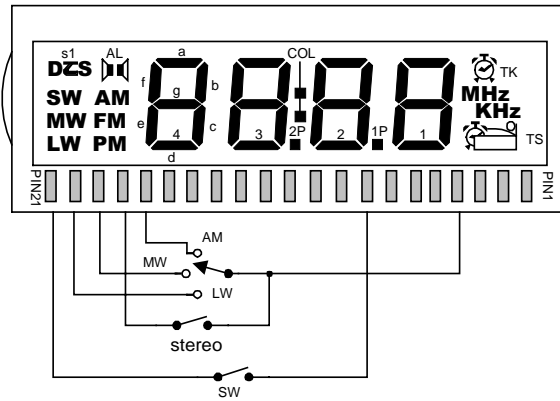 s1 AL a COL
DZS TK
f b
g
SW AM MHz
KHz
MW FM
e c
4 3 2P 2 1P 1 TS
LW PM
d
PIN21 PIN1
AM
MW
LW
stereo
SW